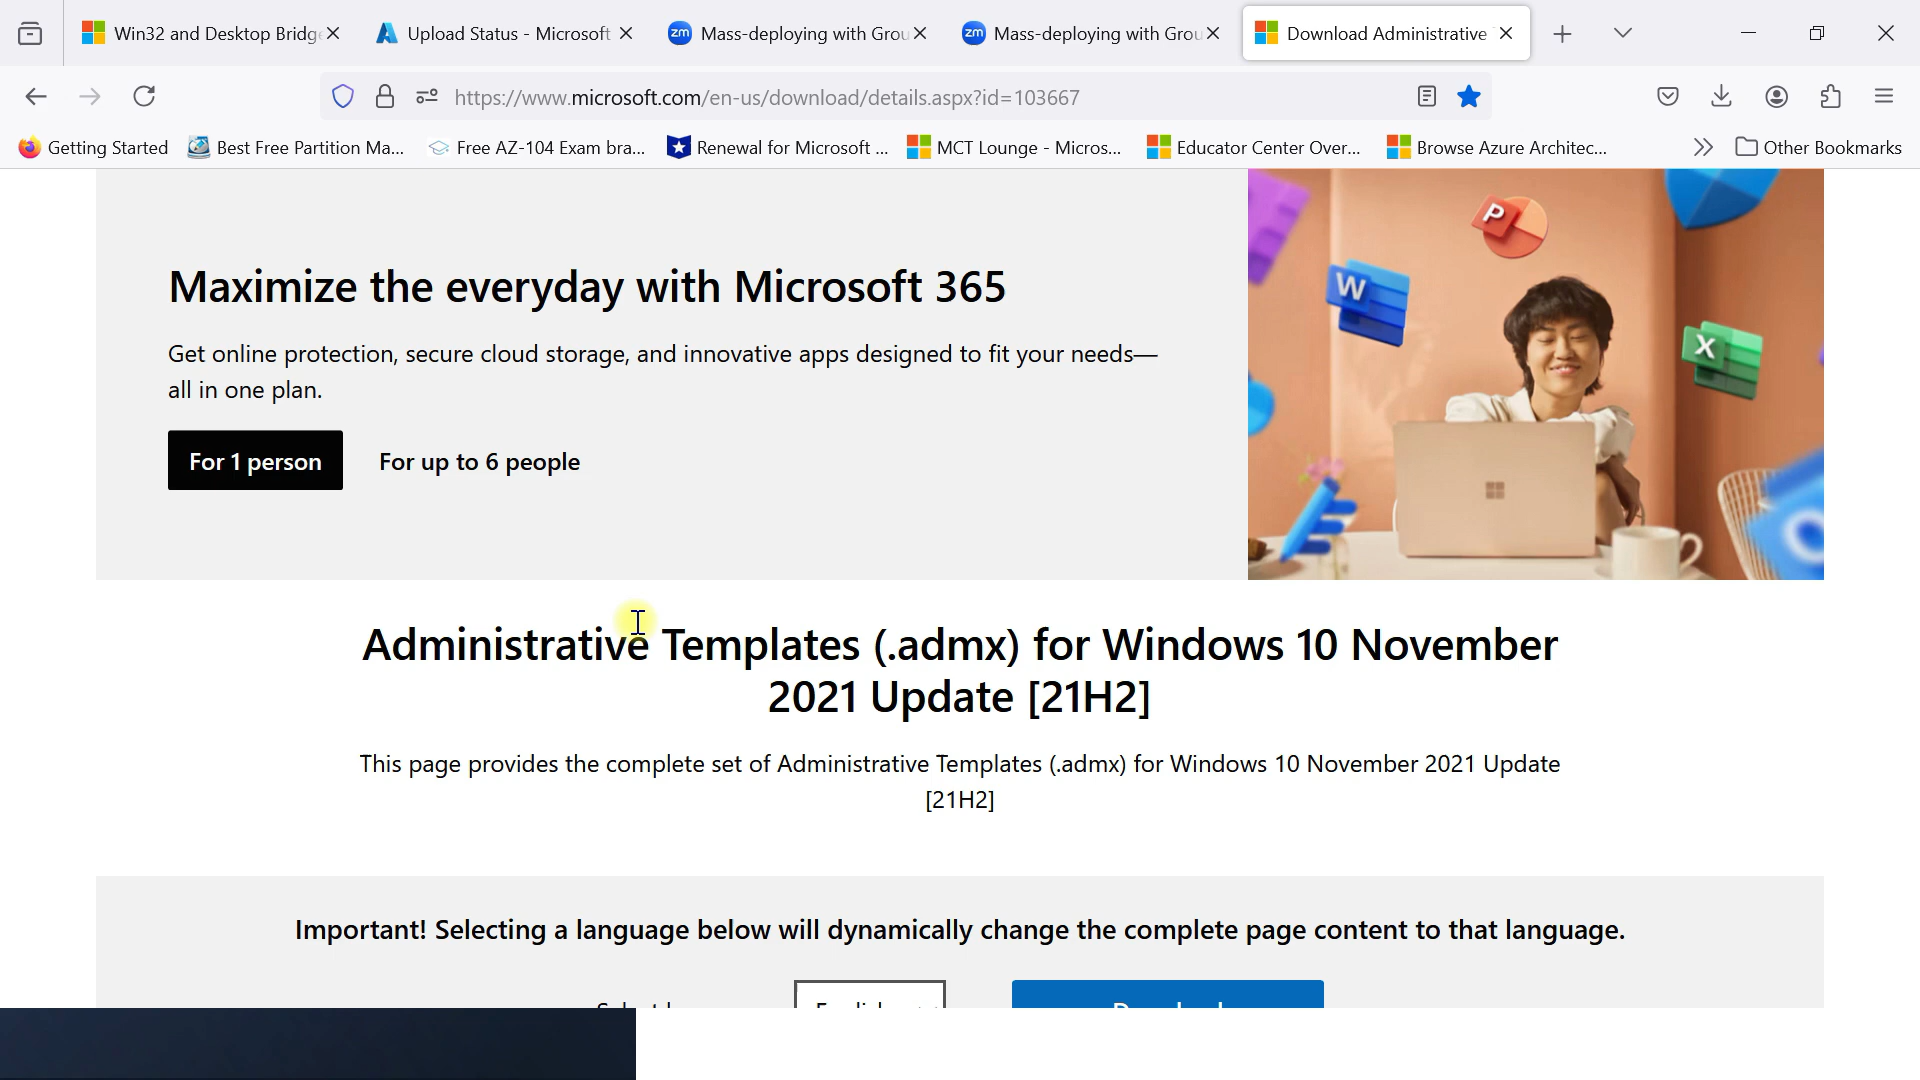 Win32 and Desktop Bridge
Upload Status - Microsoft
zm Mass-deploying with Grou
zm Mass-deploying with Grou
Download Administrative T
https://www.microsoft.com/en-us/download/details.aspx?id=103667
Getting Started
Best Free Partition Ma...
Free AZ-104 Exam bra...
Renewal for Microsoft ...
MCT Lounge - Micros...
Educator Center Over...
Browse Azure Architec...
Other Bookmarks
Maximize the everyday with Microsoft 365
Get online protection, secure cloud storage, and innovative apps designed to fit your needs—
all in one plan.
For 1 person
For up to 6 people
P
W
X
Administrative Templates (.admx) for Windows 10 November
2021 Update [21H2]
This page provides the complete set of Administrative Templates (.admx) for Windows 10 November 2021 Update
[21H2]
Important! Selecting a language below will dynamically change the complete page content to that language.
English
Download